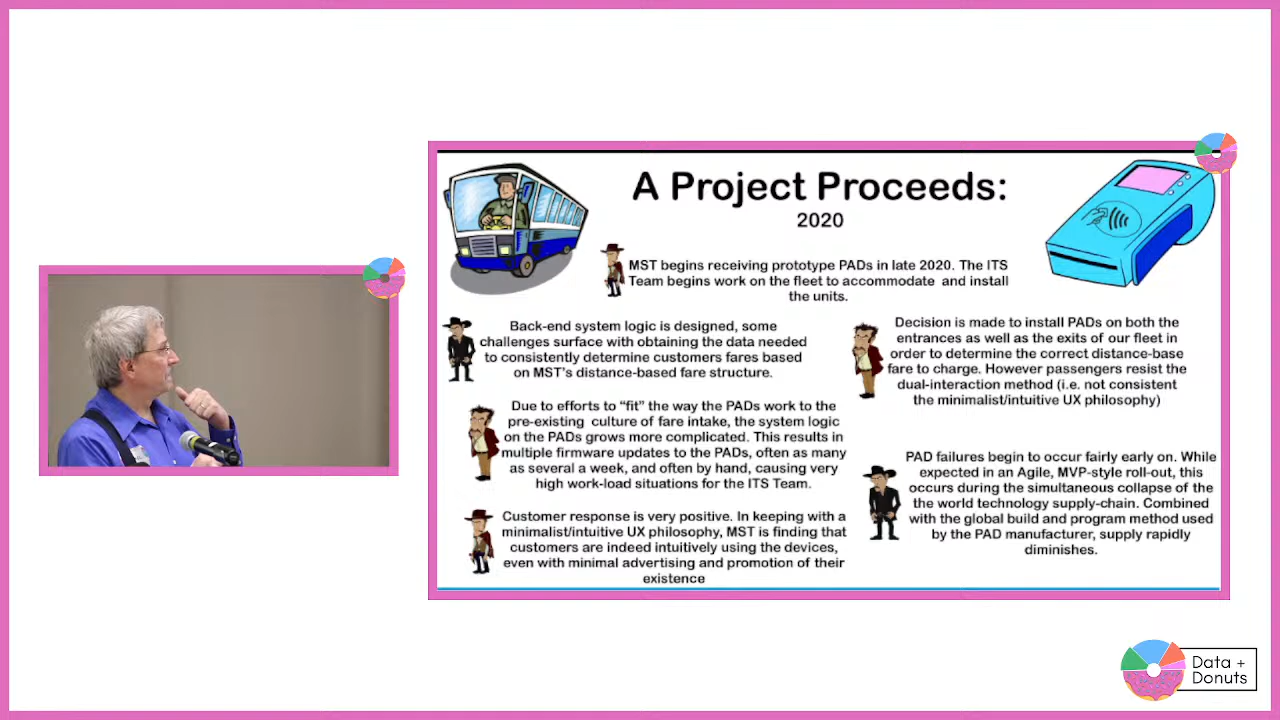 A Project Proceeds:
2020
MST begins receiving prototype PADs in late 2020. The ITS
Team begins work on the fleet to accommodate and install
the units.
Back-end system logic is designed, some
challenges surface with obtaining the data needed
to consistently determine customers fares based
on MST's distance-based fare structure.
Due to efforts to “fit” the way the PADs work to the
pre-existing culture of fare intake, the system logic
on the PADs grows more complicated. This results in
multiple firmware updates to the PADs, often as many
as several a week, and often by hand, causing very
high work-load situations for the ITS Team.
Customer response is very positive. In keeping with a
minimalist/intuitive UX philosophy, MST is finding that
customers are indeed intuitively using the devices,
even with minimal advertising and promotion of their
existence
Decision is made to install PADs on both the
entrances as well as the exits of our fleet in
order to determine the correct distance-base
fare to charge. However passengers resist the
dual-interaction method (i.e. not consistent
the minimalist/intuitive UX philosophy)
PAD failures begin to occur fairly early on. While
expected in an Agile, MVP-style roll-out, this
occurs during the simultaneous collapse of the
the world technology supply-chain. Combined
with the global build and program method used
by the PAD manufacturer, supply rapidly
diminishes.
Data +
Donuts